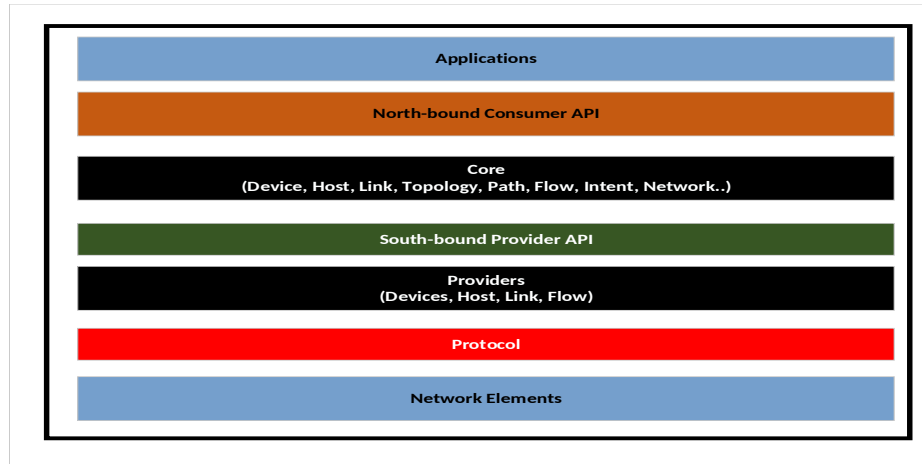 Applications
North-bound Consumer API
Core
(Device, Host, Link, Topology, Path, Flow, Intent, Network..)
South-bound Provider API
Providers
(Devices, Host, Link, Flow)
Protocol
Network Elements